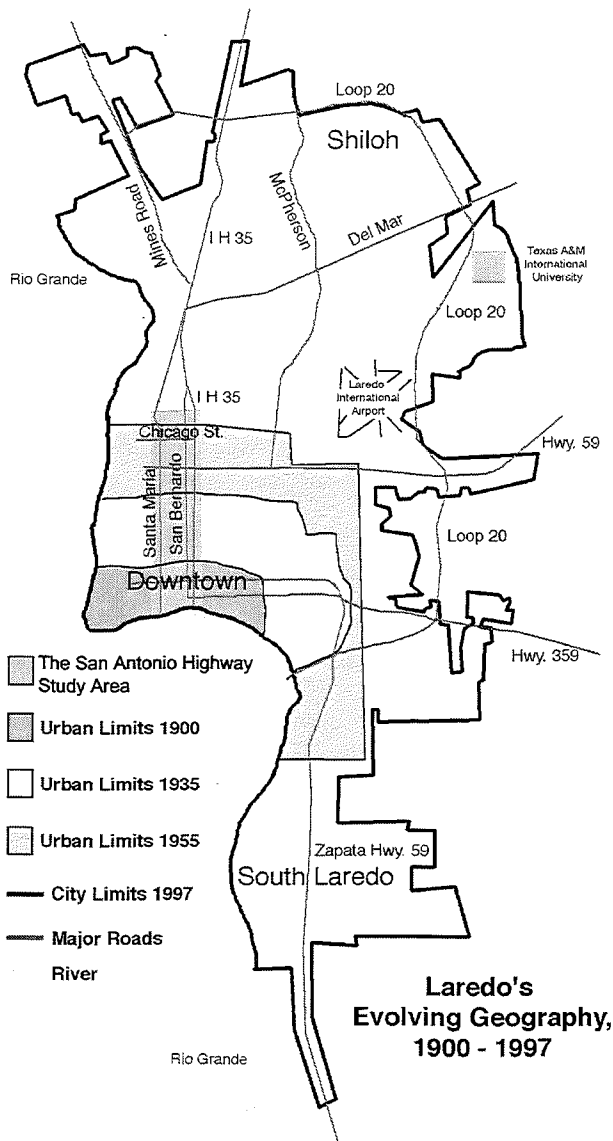 Loop 20
Shiloh
McPherson
Mines Road
I H 35
Del Mar
Rio Grande
Texas A&M
International
University
Loop 20
Laredo
International
Airport
I H 35
Chicago St.
Hwy. 59
Santa Marial
San Bernardo
Loop 20
Downtown
Hwy. 359
The San Antonio Highway
Study Area
Urban Limits 1900
Urban Limits 1935
Urban Limits 1955
City Limits 1997
Major Roads
River
Zapata Hwy. 59
South Laredo
Laredo's
Evolving Geography,
1900 - 1997
Rio Grande